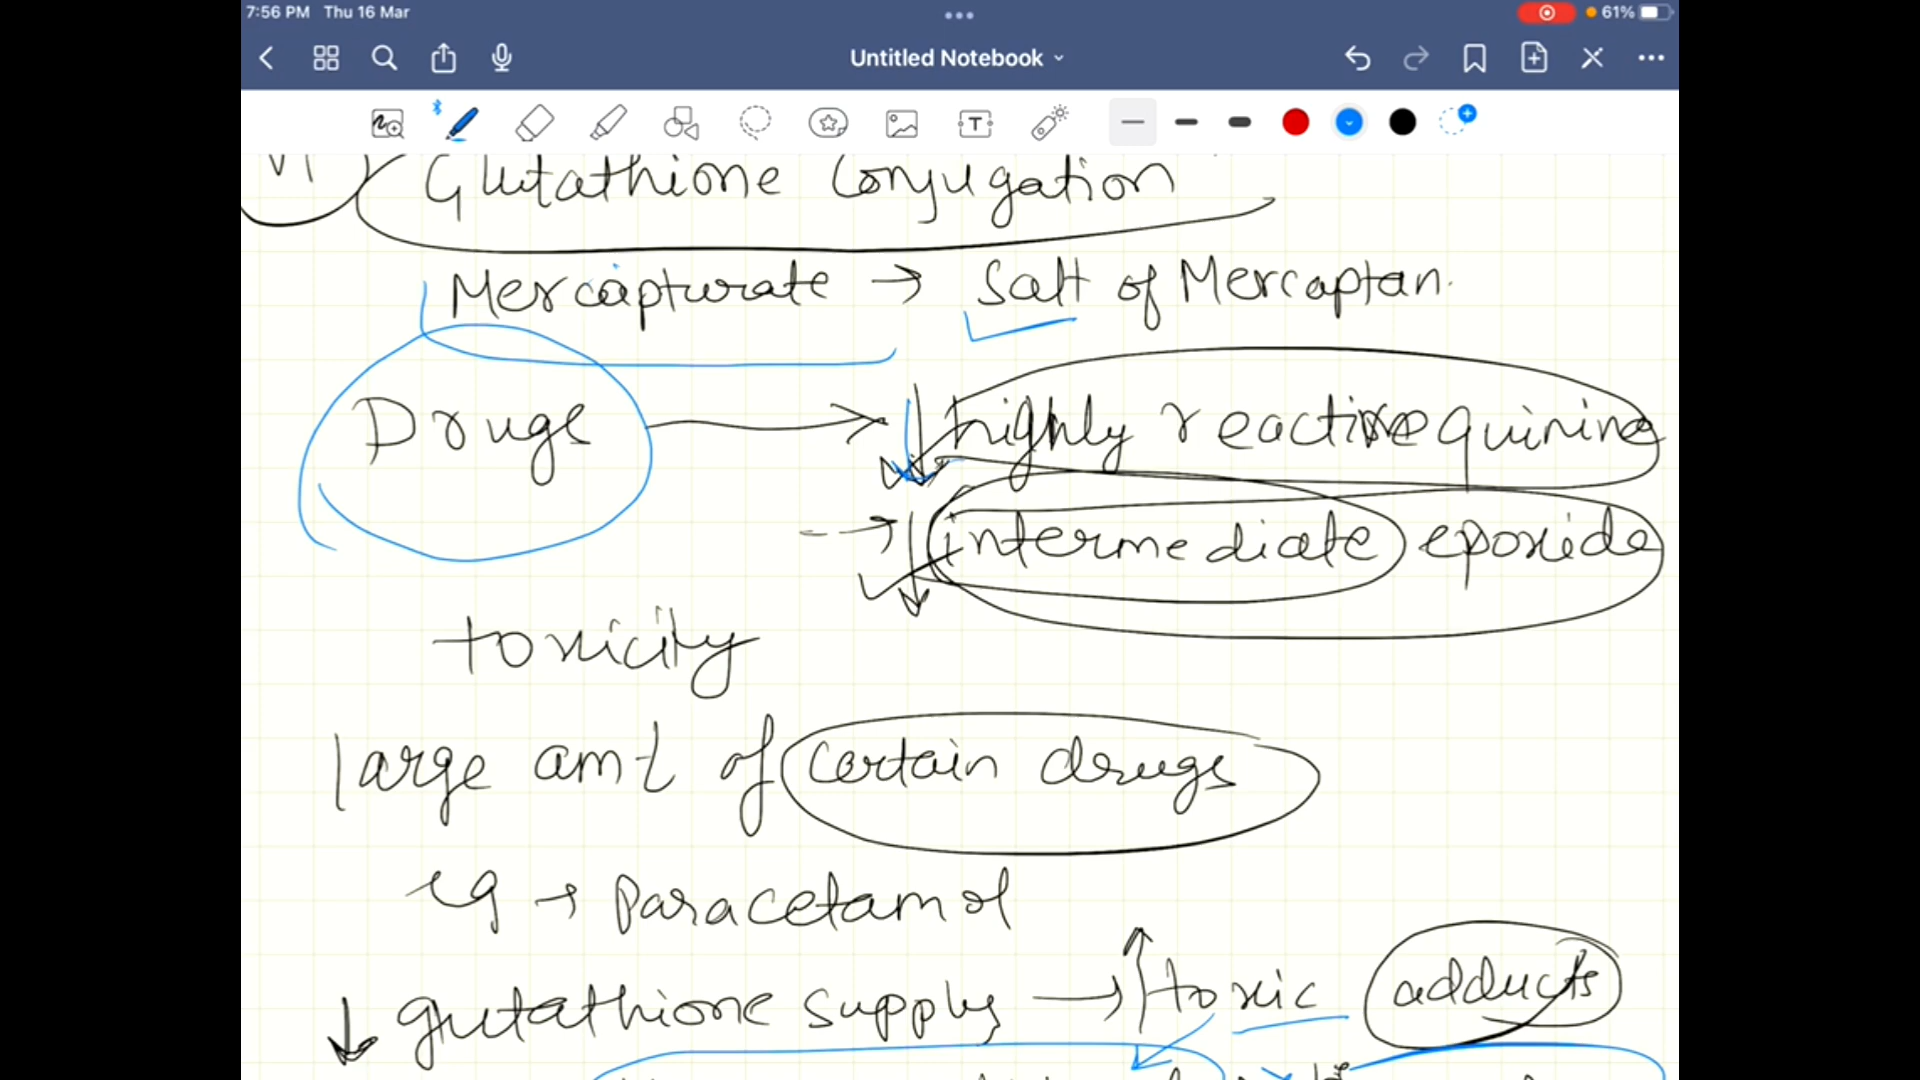 7:56 PM Thu 16 Mar 61%
Untitled Notebook
T
VI Glutathione Conjugation
Mercapturate → Salt of Mercaptan.
Drugs → ↓ highly reactive quinine
→ ↓ intermediate epoxide
toxicity
large amt of certain drugs
eg → Paracetamol
↓ glutathione supply → ↑ toxic adducts